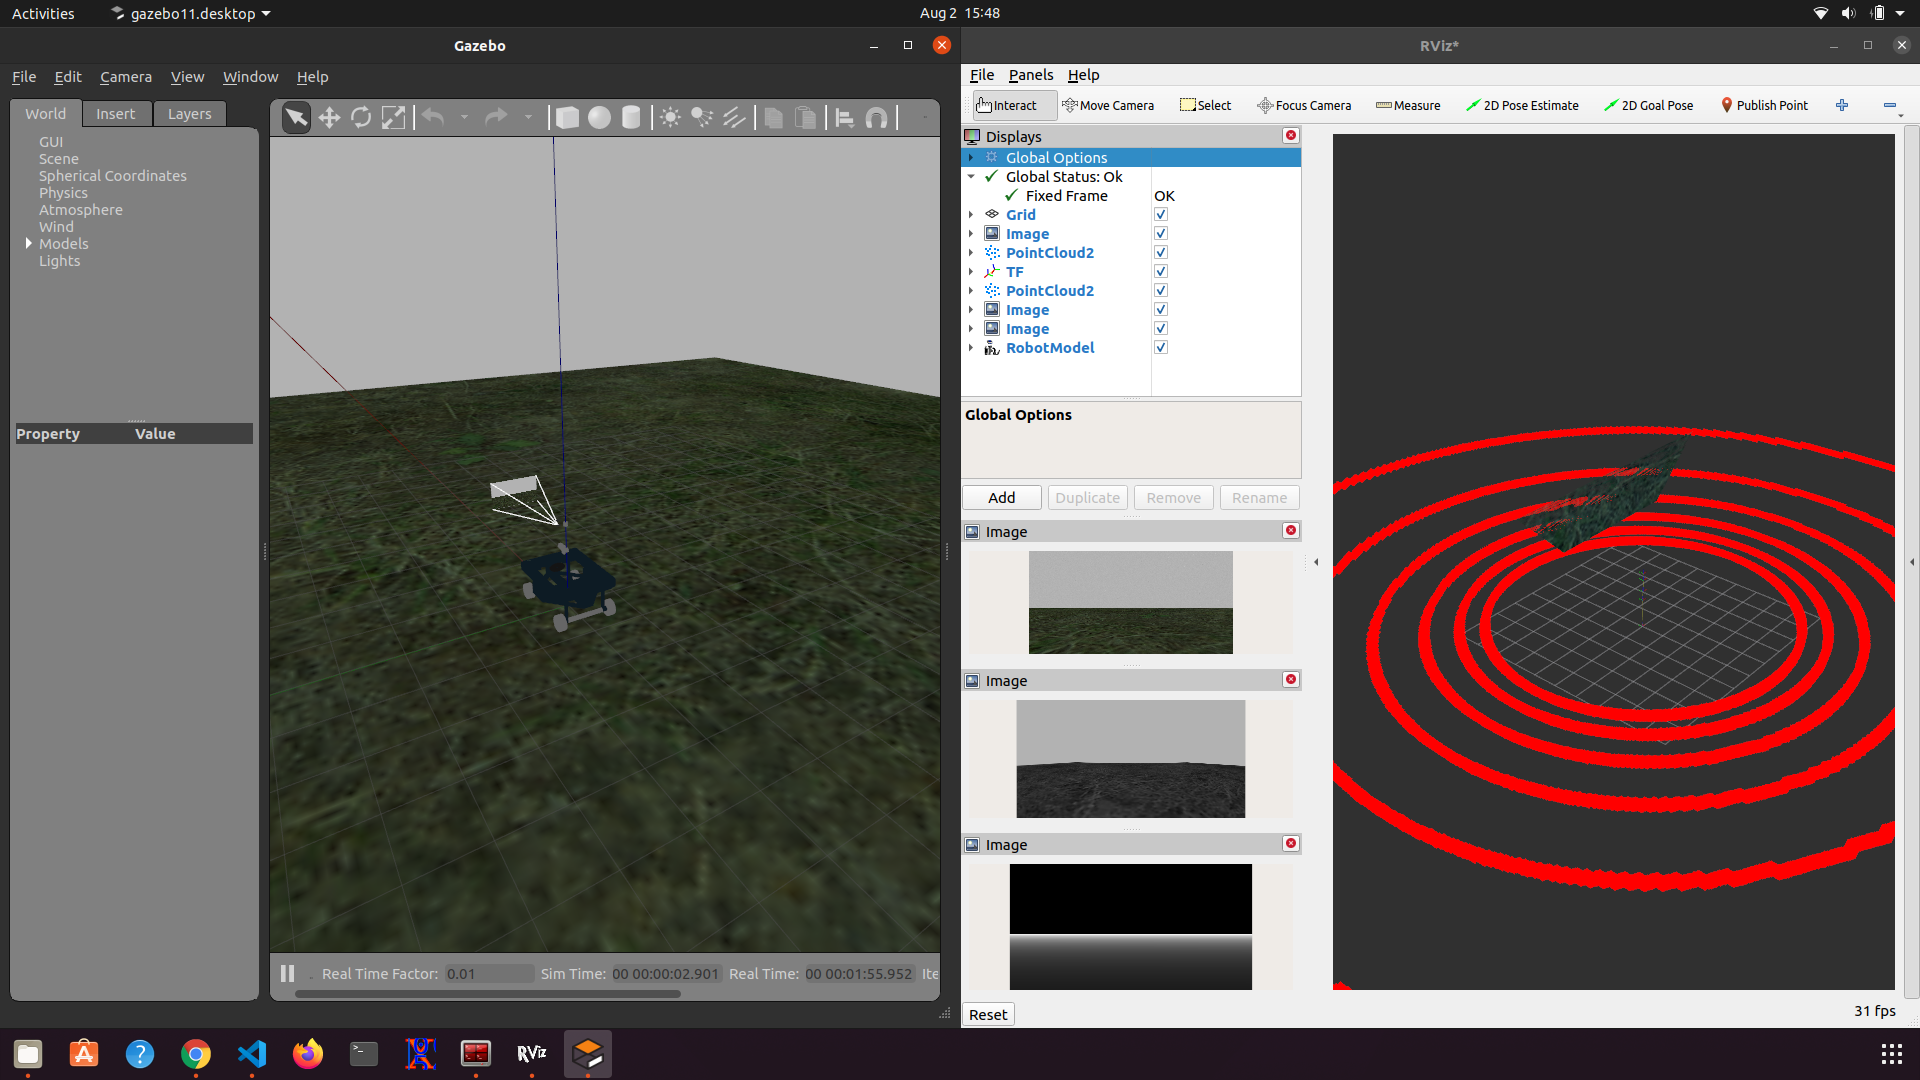 Activities
gazebo11.desktop
Aug 2 15:48
Gazebo
File Edit Camera View Window Help
World Insert Layers
GUI
Scene
Spherical Coordinates
Physics
Atmosphere
Wind
Models
Lights
Property Value
Real Time Factor: 0.01 Sim Time: 00 00:00:02.901 Real Time: 00 00:01:55.952 Ite
RViz*
File Panels Help
Interact Move Camera Select Focus Camera Measure 2D Pose Estimate 2D Goal Pose Publish Point
Displays
Global Options
Global Status: Ok
Fixed Frame OK
Grid
Image
PointCloud2
TF
PointCloud2
Image
Image
RobotModel
Global Options
Add Duplicate Remove Rename
Image
Image
Image
Reset
31 fps
RViz